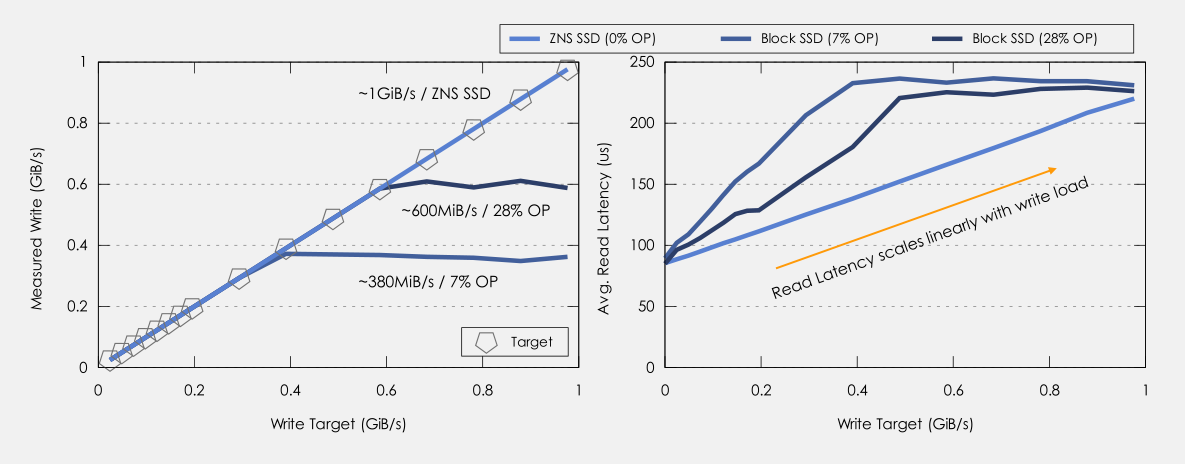 ZNS SSD (0% OP) Block SSD (7% OP) Block SSD (28% OP)
Measured Write (GiB/s)
1
0.8
0.6
0.4
0.2
0
~1GiB/s / ZNS SSD
~600MiB/s / 28% OP
~380MiB/s / 7% OP
Target
0 0.2 0.4 0.6 0.8 1
Write Target (GiB/s)
Avg. Read Latency (us)
250
200
150
100
50
0
Read Latency scales linearly with write load
0 0.2 0.4 0.6 0.8 1
Write Target (GiB/s)